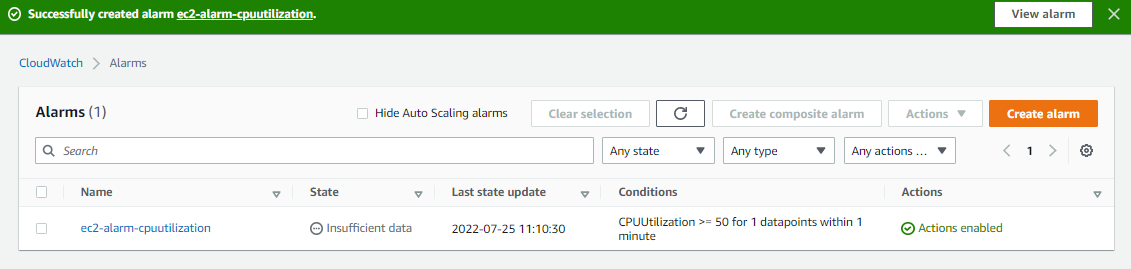 Successfully created alarm ec2-alarm-cpuutilization.
View alarm
CloudWatch
Alarms
Alarms (1)
Hide Auto Scaling alarms
Clear selection
Create composite alarm
Actions
Create alarm
Search
Any state
Any type
Any actions ...
1
Name
State
Last state update
Conditions
Actions
ec2-alarm-cpuutilization
Insufficient data
2022-07-25 11:10:30
CPUUtilization >= 50 for 1 datapoints within 1
minute
Actions enabled